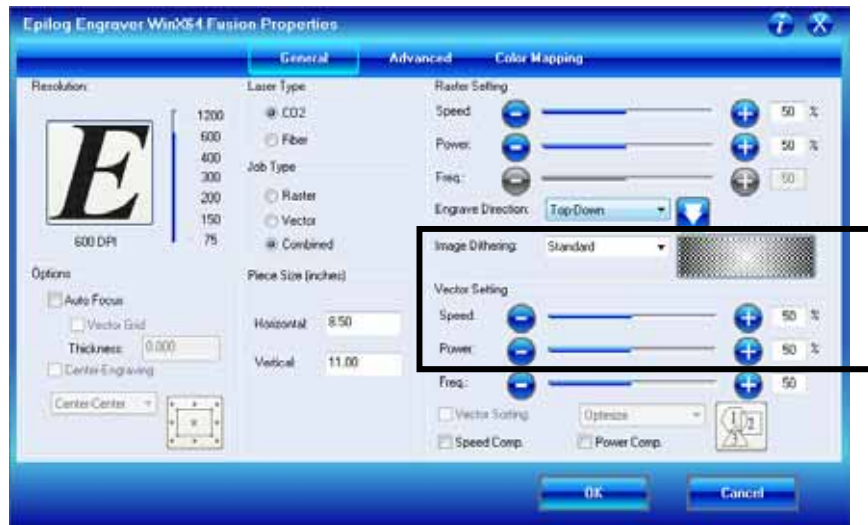 Epilog Engraver WinX64 Fusion Properties
i X
General Advanced Color Mapping
Resolution:
1200
600
400
300
200
150
75
E
600 DPI
Options
Auto Focus
Vector Grid
Thickness: 0.000
Center-Engraving
Center-Center
Laser Type
CO2
Fiber
Job Type
Raster
Vector
Combined
Piece Size (inches)
Horizontal: 8.50
Vertical: 11.00
Raster Setting
Speed: 50 %
Power: 50 %
Freq.: 50
Engrave Direction: Top-Down
Image Dithering: Standard
Vector Setting
Speed: 50 %
Power: 50 %
Freq.: 50
Vector Sorting Optimize
1 2 3
Speed Comp. Power Comp.
OK Cancel